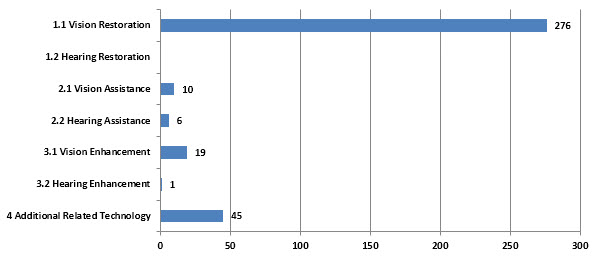 1.1 Vision Restoration 276
1.2 Hearing Restoration
2.1 Vision Assistance 10
2.2 Hearing Assistance 6
3.1 Vision Enhancement 19
3.2 Hearing Enhancement 1
4 Additional Related Technology 45
0 50 100 150 200 250 300